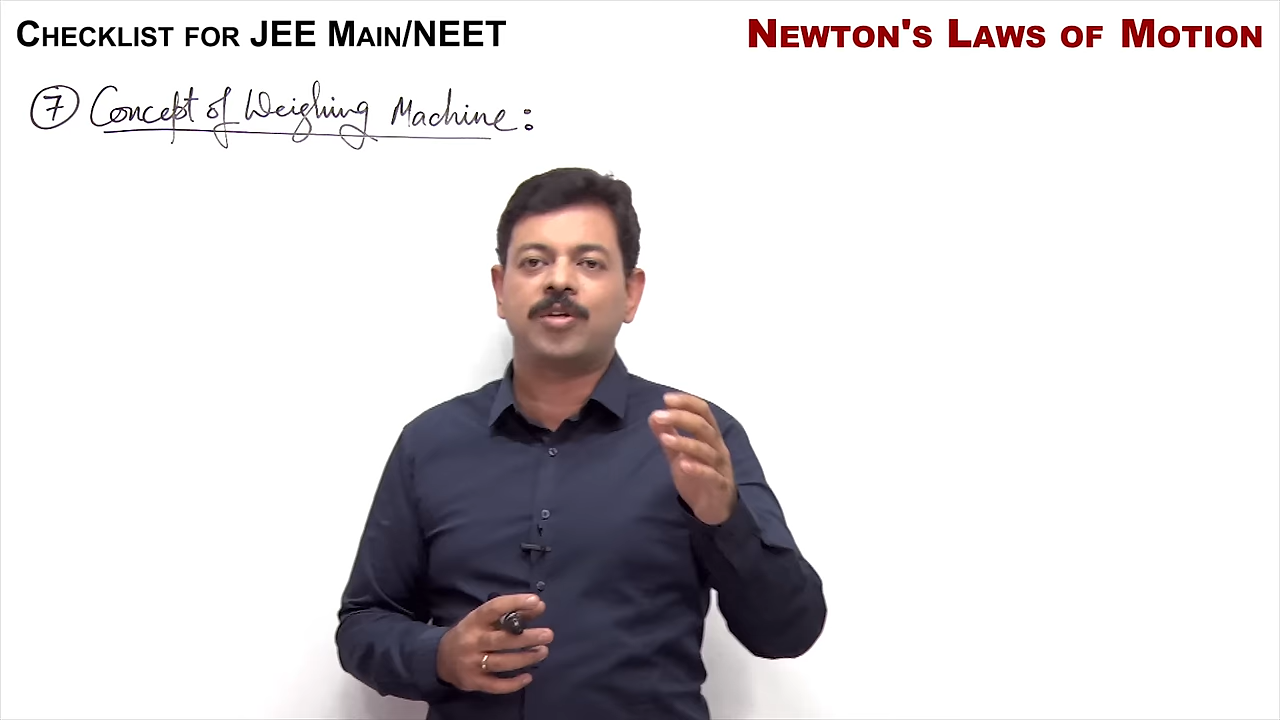 CHECKLIST FOR JEE MAIN/NEET
NEWTON'S LAWS OF MOTION
7 Concept of Weighing Machine: